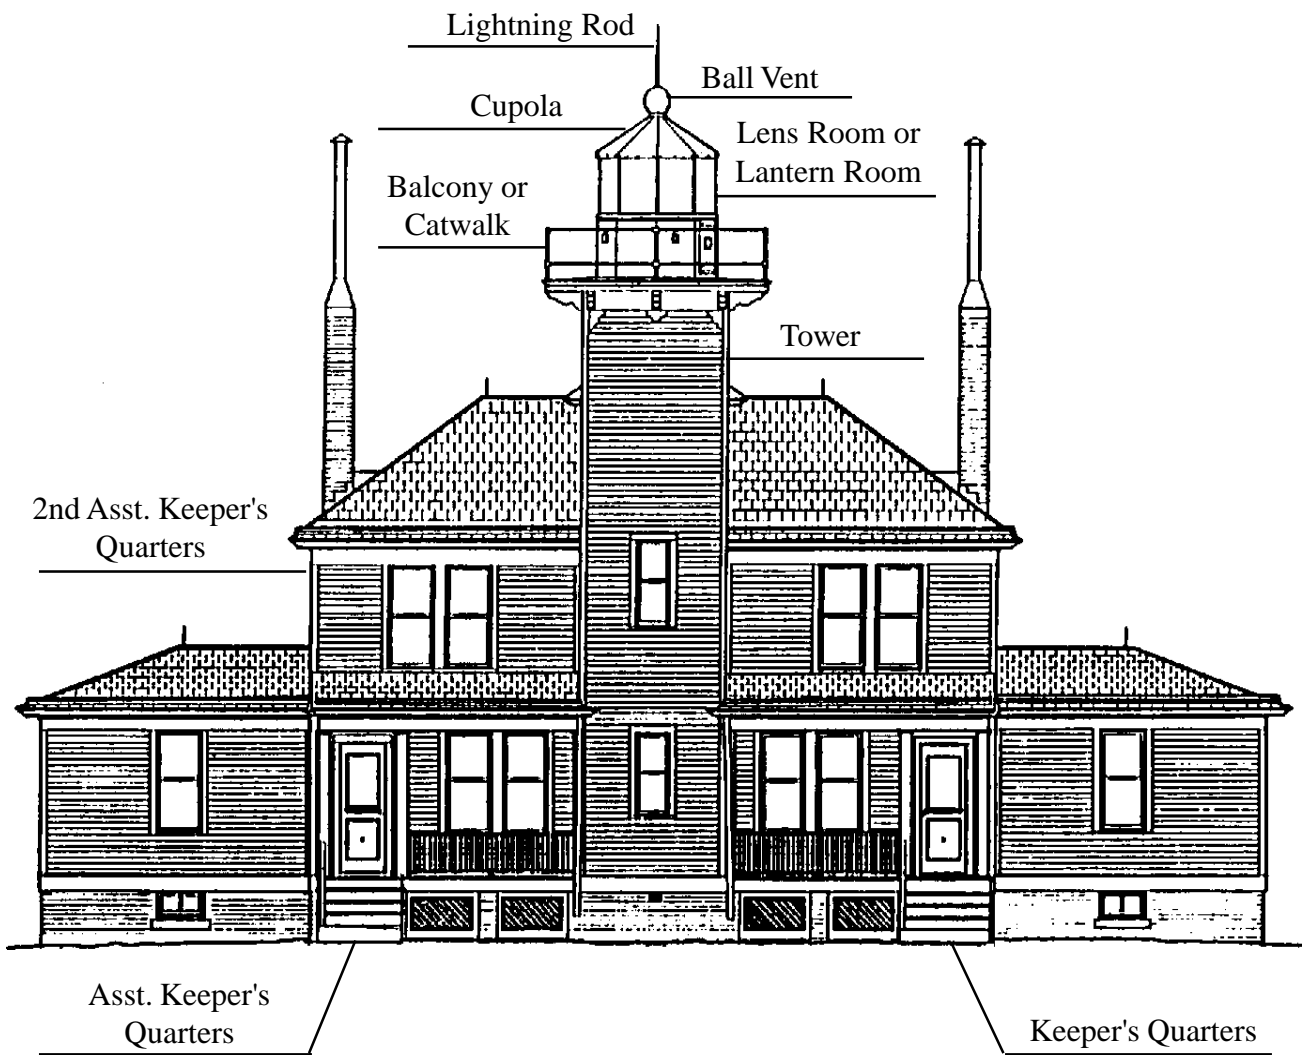 Lightning Rod
Ball Vent
Cupola
Lens Room or
Lantern Room
Balcony or
Catwalk
Tower
2nd Asst. Keeper's
Quarters
Asst. Keeper's
Quarters
Keeper's Quarters